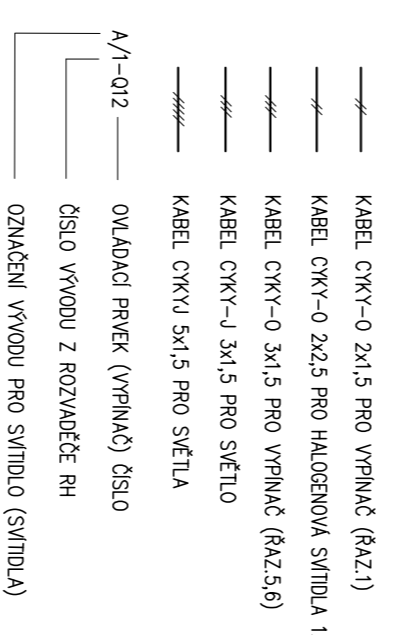 KABEL CYKY-O 2x1,5 PRO VYPÍNAČ (ŘAZ.1)
KABEL CYKY-O 2x2,5 PRO HALOGENOVÁ SVÍTIDLA 1
KABEL CYKY-O 3x1,5 PRO VYPÍNAČ (ŘAZ.5,6)
KABEL CYKY-J 3x1,5 PRO SVĚTLO
KABEL CYKYJ 5x1,5 PRO SVĚTLA
A/1-Q12 OVLÁDACÍ PRVEK (VYPÍNAČ) ČÍSLO
ČÍSLO VÝVODU Z ROZVADĚČE RH
OZNAČENÍ VÝVODU PRO SVÍTIDLO (SVÍTIDLA)